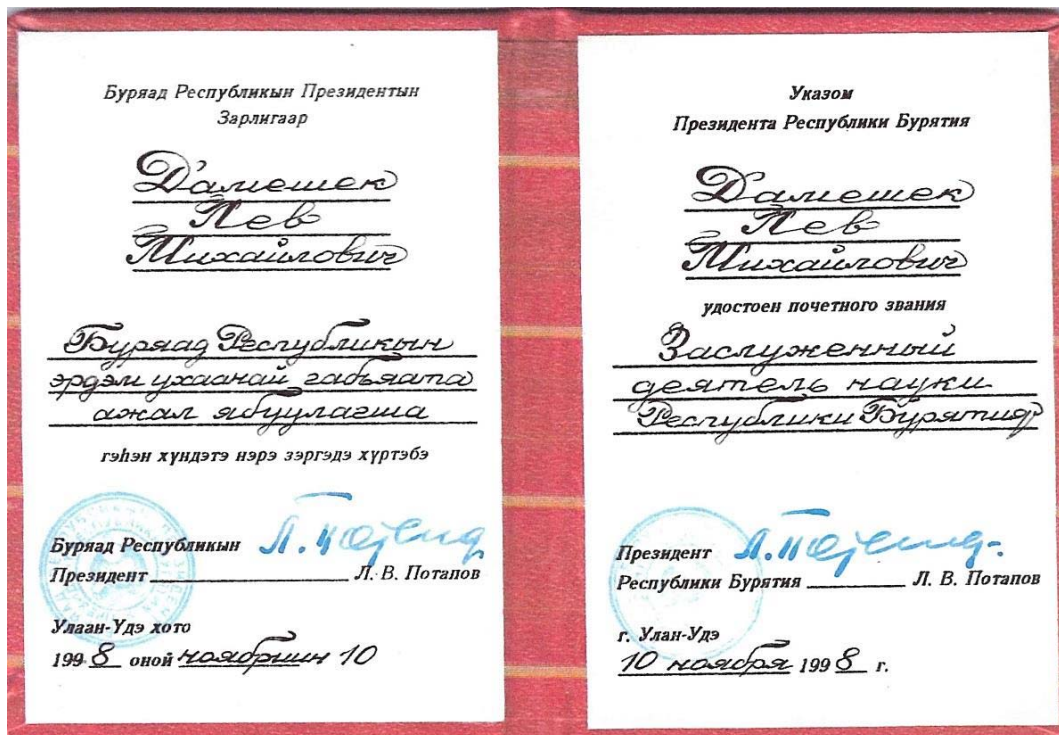 Буряад Республикын Президентын
Зарлигаар
Дамешек
Лев
Михайлович
Буряад Республикын
эрдэм ухаанай габьяата
ажал ябуулагша
гэһэн хүндэтэ нэрэ зэргэдэ хүртэбэ
Буряад Республикын
Президент Л. В. Потапов
Улаан-Үдэ хото
1998 оной ноябриин 10
Указом
Президента Республики Бурятия
Дамешек
Лев
Михайлович
удостоен почетного звания
Заслуженный
деятель науки
Республики Бурятия
Президент
Республики Бурятия Л. В. Потапов
г. Улан-Удэ
10 ноября 1998 г.